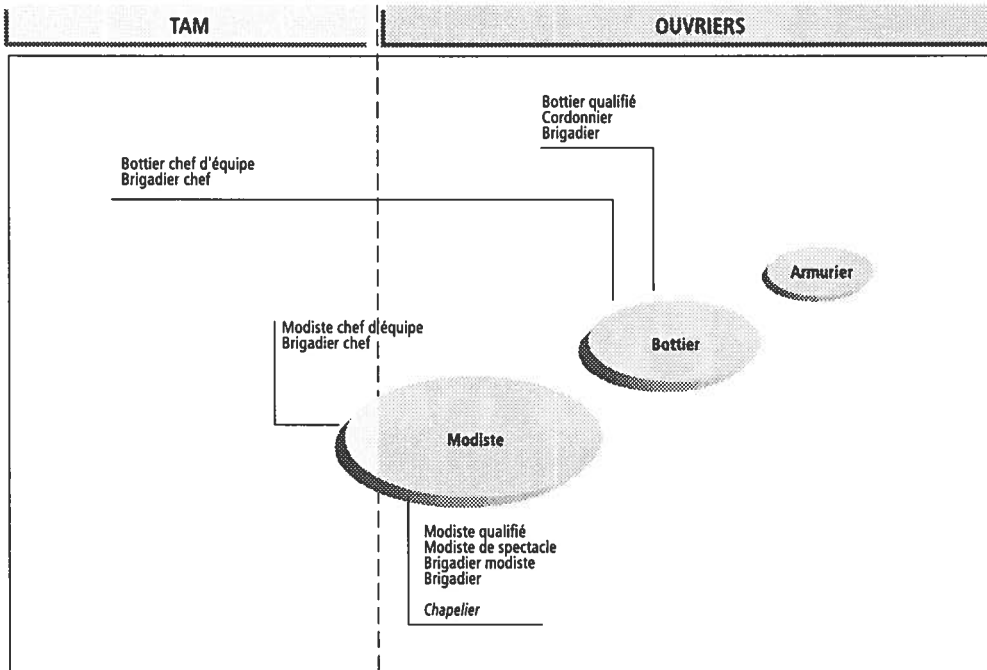 TAM
OUVRIERS
Bottier qualifié
Cordonnier
Brigadier
Bottier chef d'équipe
Brigadier chef
Armurier
Modiste chef d'équipe
Brigadier chef
Bottier
Modiste
Modiste qualifié
Modiste de spectacle
Brigadier modiste
Brigadier
Chapelier